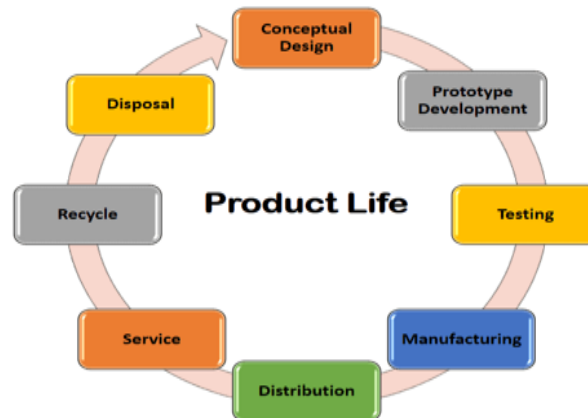 Conceptual
Design
Prototype
Development
Testing
Manufacturing
Distribution
Service
Recycle
Disposal
Product Life